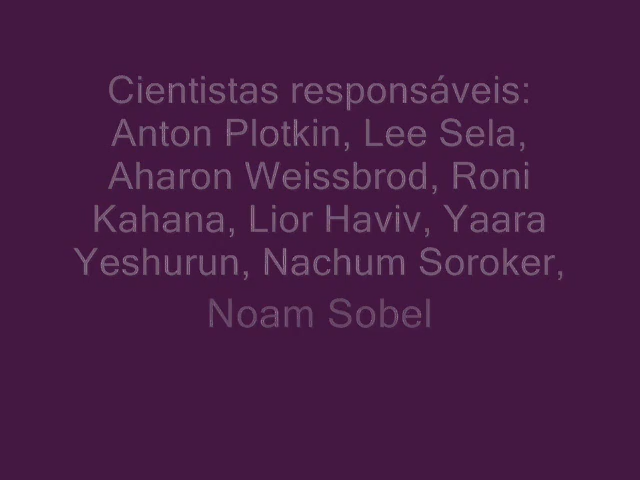 Cientistas responsáveis:
Anton Plotkin, Lee Sela,
Aharon Weissbrod, Roni
Kahana, Lior Haviv, Yaara
Yeshurun, Nachum Soroker,
Noam Sobel